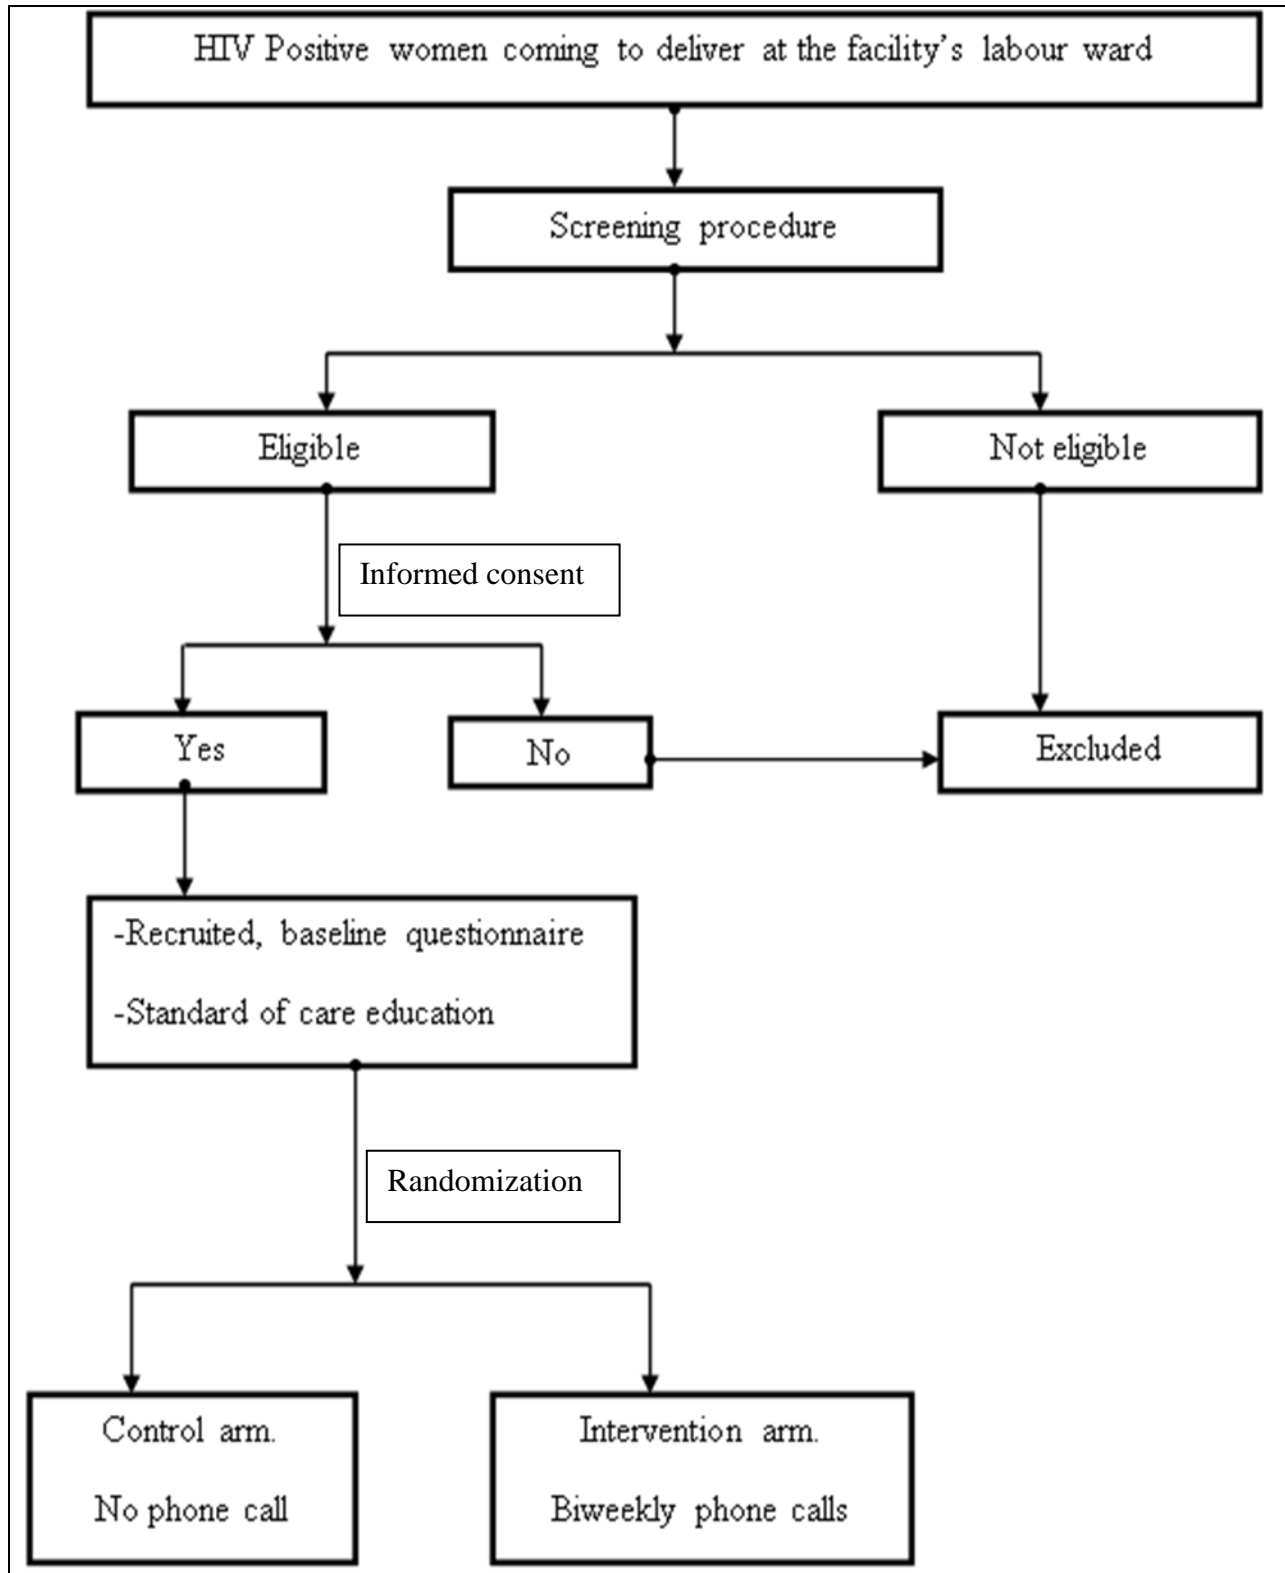 HIV Positive women coming to deliver at the facility's labour ward
Screening procedure
Eligible
Not eligible
Informed consent
Yes
No
Excluded
-Recruited, baseline questionnaire
-Standard of care education
Randomization
Control arm.
No phone call
Intervention arm.
Biweekly phone calls